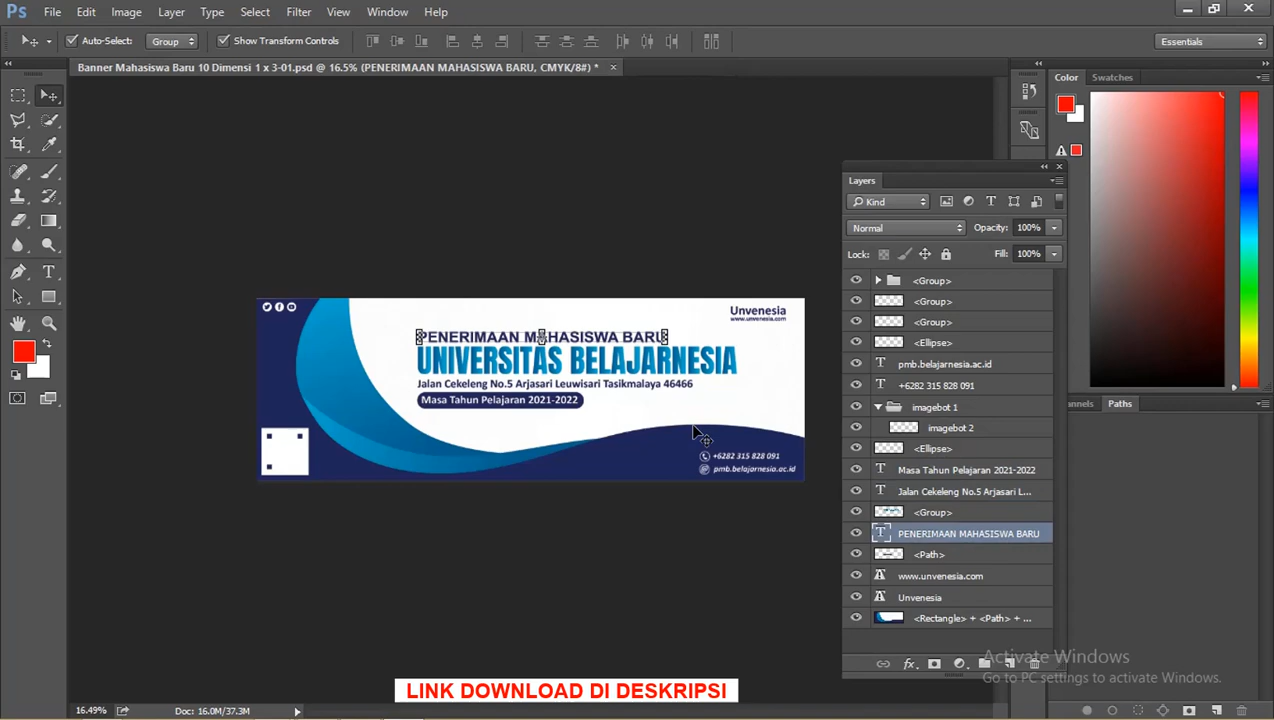 Ps File Edit Image Layer Type Select Filter View Window Help
Auto-Select: Group Show Transform Controls Essentials
Banner Mahasiswa Baru 10 Dimensi 1 x 3-01.psd @ 16.5% (PENERIMAAN MAHASISWA BARU, CMYK/8#) *
Color Swatches
Layers
Kind
Normal Opacity: 100%
Lock: Fill: 100%
<Group>
<Group>
<Group>
<Ellipse>
pmb.belajarnesia.ac.id
+6282 315 828 091
imagebot 1
imagebot 2
<Ellipse>
Masa Tahun Pelajaran 2021-2022
Jalan Cekeleng No.5 Arjasari L...
<Group>
PENERIMAAN MAHASISWA BARU
<Path>
www.unvenesia.com
Unvenesia
<Rectangle> + <Path> + ...
annels Paths
Unvenesia
www.unvenesia.com
PENERIMAAN MAHASISWA BARU
UNIVERSITAS BELAJARNESIA
Jalan Cekeleng No.5 Arjasari Leuwisari Tasikmalaya 46466
Masa Tahun Pelajaran 2021-2022
+6282 315 828 091
pmb.belajarnesia.ac.id
Activate Windows
Go to PC settings to activate Windows.
LINK DOWNLOAD DI DESKRIPSI
16.49% Doc: 16.0M/37.3M